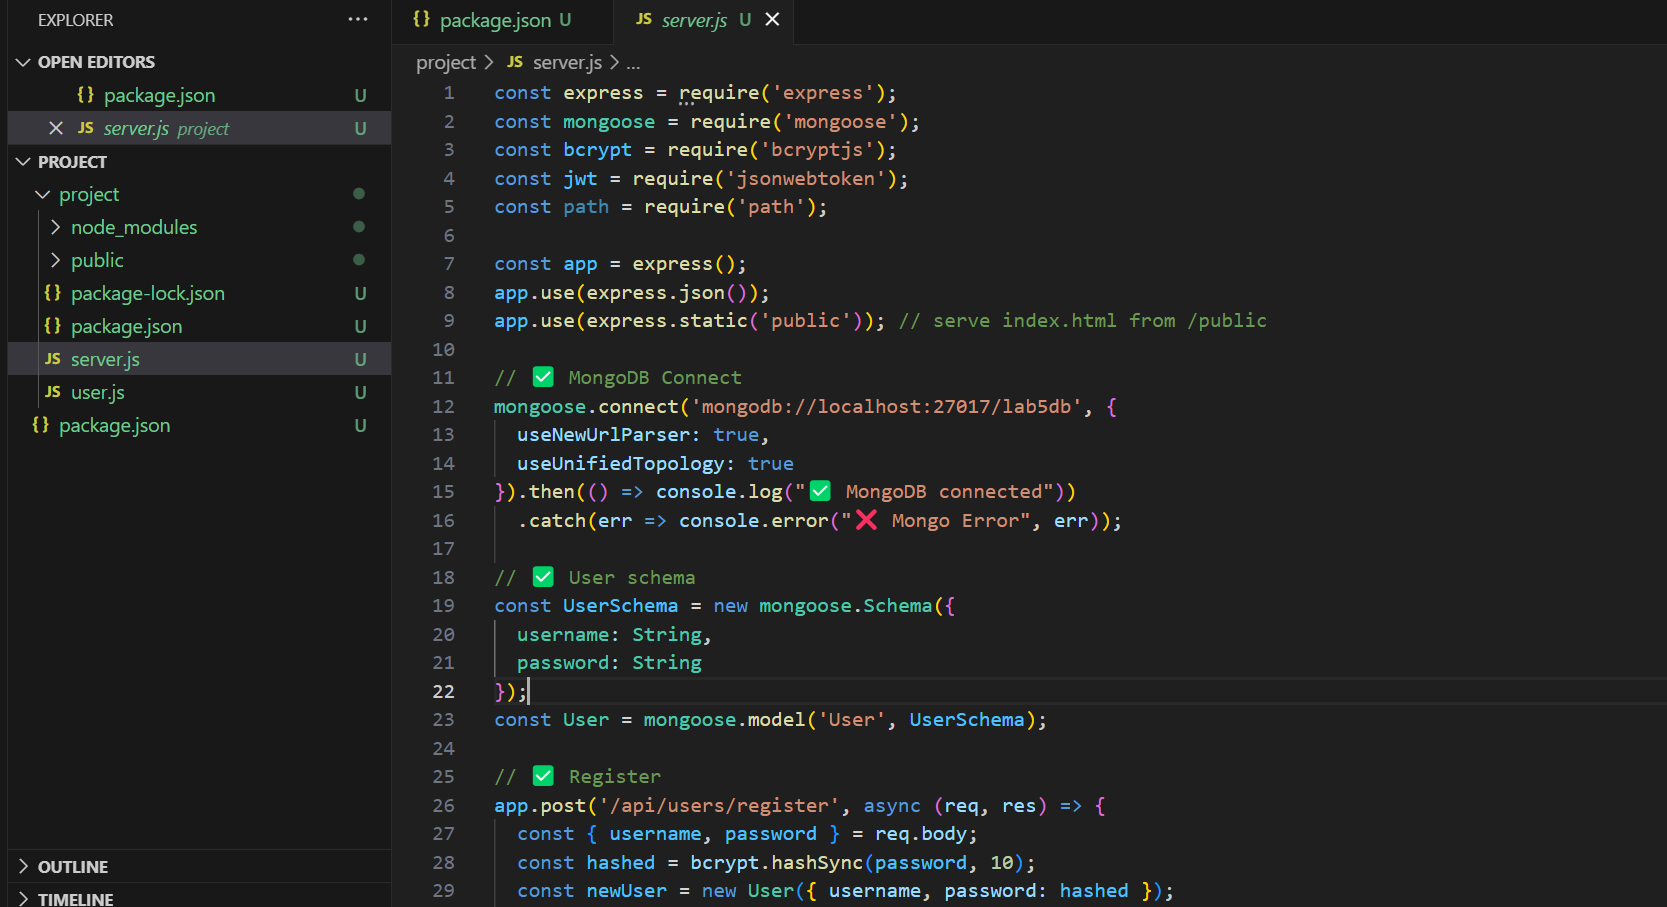 EXPLORER ...
OPEN EDITORS
{} package.json U
JS server.js project U
PROJECT
project
node_modules
public
{} package-lock.json U
{} package.json U
JS server.js U
JS user.js U
{} package.json U
OUTLINE
TIMELINE
{} package.json U
JS server.js U
project > JS server.js > ...
1 const express = require('express');
2 const mongoose = require('mongoose');
3 const bcrypt = require('bcryptjs');
4 const jwt = require('jsonwebtoken');
5 const path = require('path');
6
7 const app = express();
8 app.use(express.json());
9 app.use(express.static('public')); // serve index.html from /public
10
11 // ✅ MongoDB Connect
12 mongoose.connect('mongodb://localhost:27017/lab5db', {
13 useNewUrlParser: true,
14 useUnifiedTopology: true
15 }).then(() => console.log("✅ MongoDB connected"))
16 .catch(err => console.error("❌ Mongo Error", err));
17
18 // ✅ User schema
19 const UserSchema = new mongoose.Schema({
20 username: String,
21 password: String
22 });
23 const User = mongoose.model('User', UserSchema);
24
25 // ✅ Register
26 app.post('/api/users/register', async (req, res) => {
27 const { username, password } = req.body;
28 const hashed = bcrypt.hashSync(password, 10);
29 const newUser = new User({ username, password: hashed });